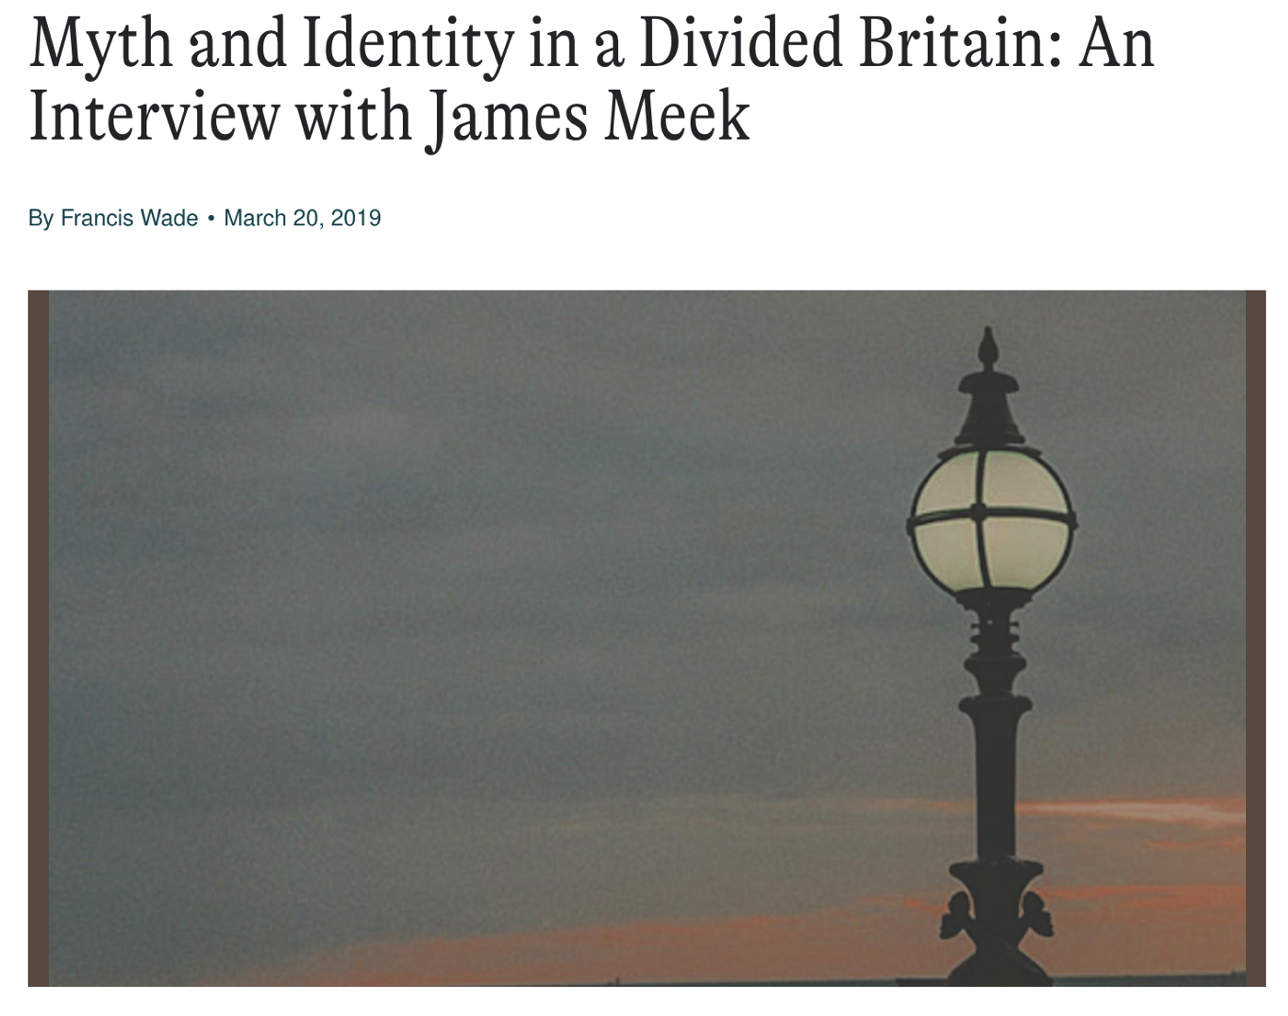 Myth and Identity in a Divided Britain: An
Interview with James Meek
By Francis Wade • March 20, 2019